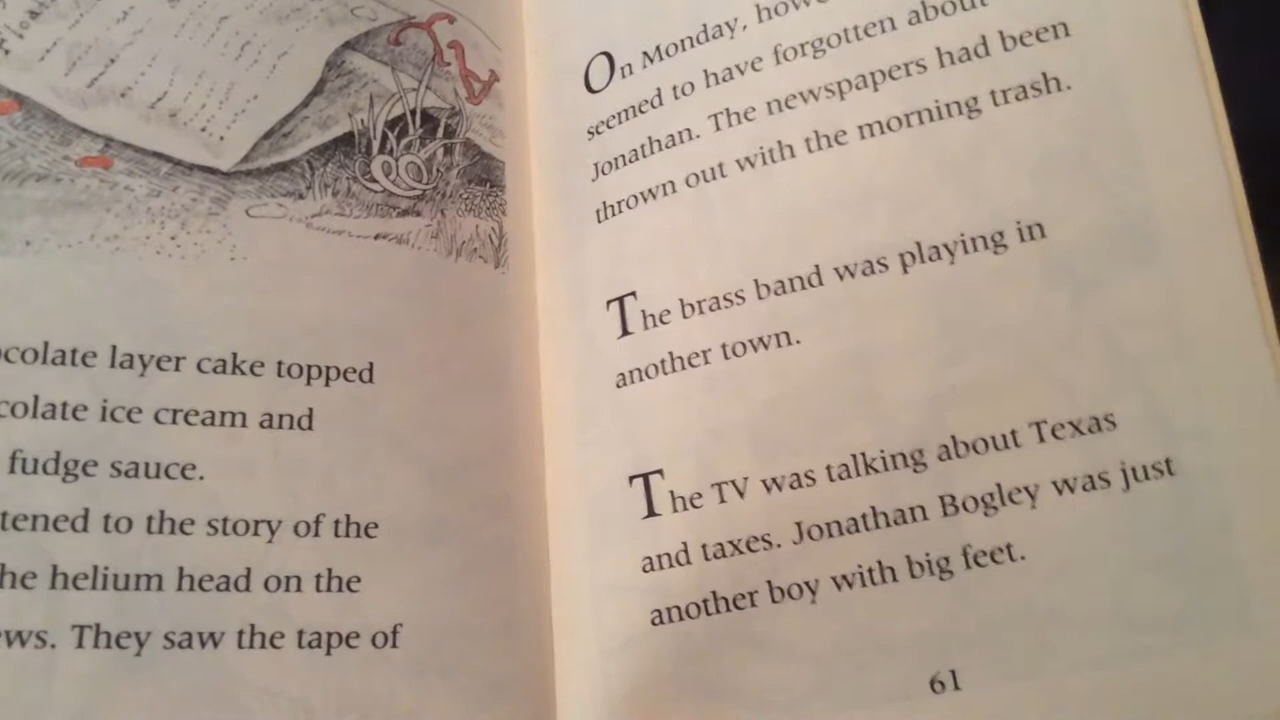 colate layer cake topped
colate ice cream and
fudge sauce.
tened to the story of the
he helium head on the
ws. They saw the tape of
On Monday, how
seemed to have forgotten about
Jonathan. The newspapers had been
thrown out with the morning trash.
The brass band was playing in
another town.
The TV was talking about Texas
and taxes. Jonathan Bogley was just
another boy with big feet.
61